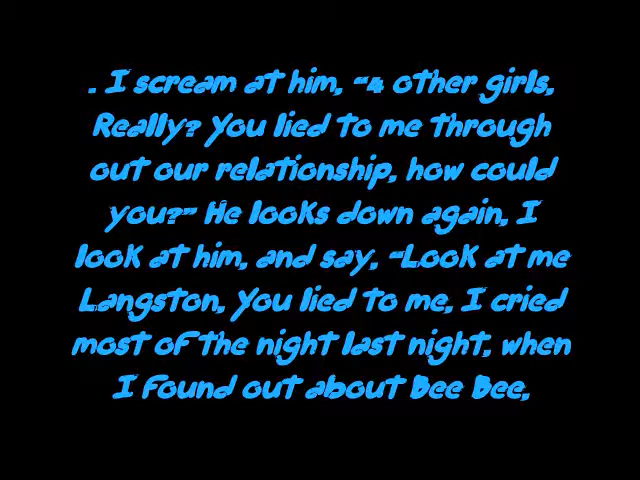 . I scream at him, "4 other girls,
Really? You lied to me through
out our relationship, how could
you?" He looks down again, I
look at him, and say, "Look at me
Langston, You lied to me, I cried
most of the night last night, when
I found out about Bee Bee,